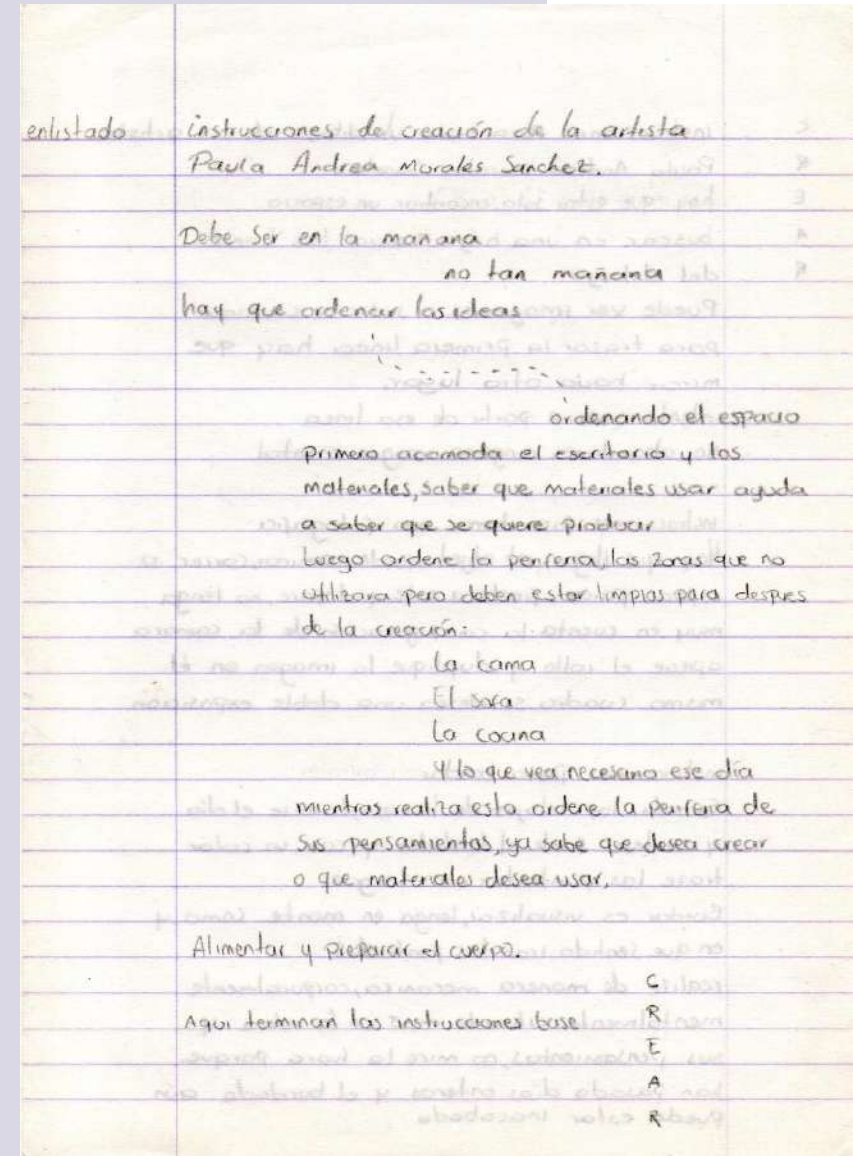 enlistado instrucciones de creación de la artista
Paula Andrea Morales Sanchez.
Debe ser en la mañana
no tan mañana
hay que ordenar las ideas
ordenando el espacio
primero acomoda el escritorio y los
materiales, saber que materiales usar ayuda
a saber que se quiere producir
Luego ordene la periferia, las zonas que no
utilizara pero deben estar limpias para despues
de la creación:
La cama
El sofa
La cocina
Y lo que vea necesario ese día
mientras realiza esto, ordene la periferia de
sus pensamientos, ya sabe que desea crear
o que materiales desea usar.
Alimentar y preparar el cuerpo.
Aqui terminan las instrucciones base
C
R
E
A
R